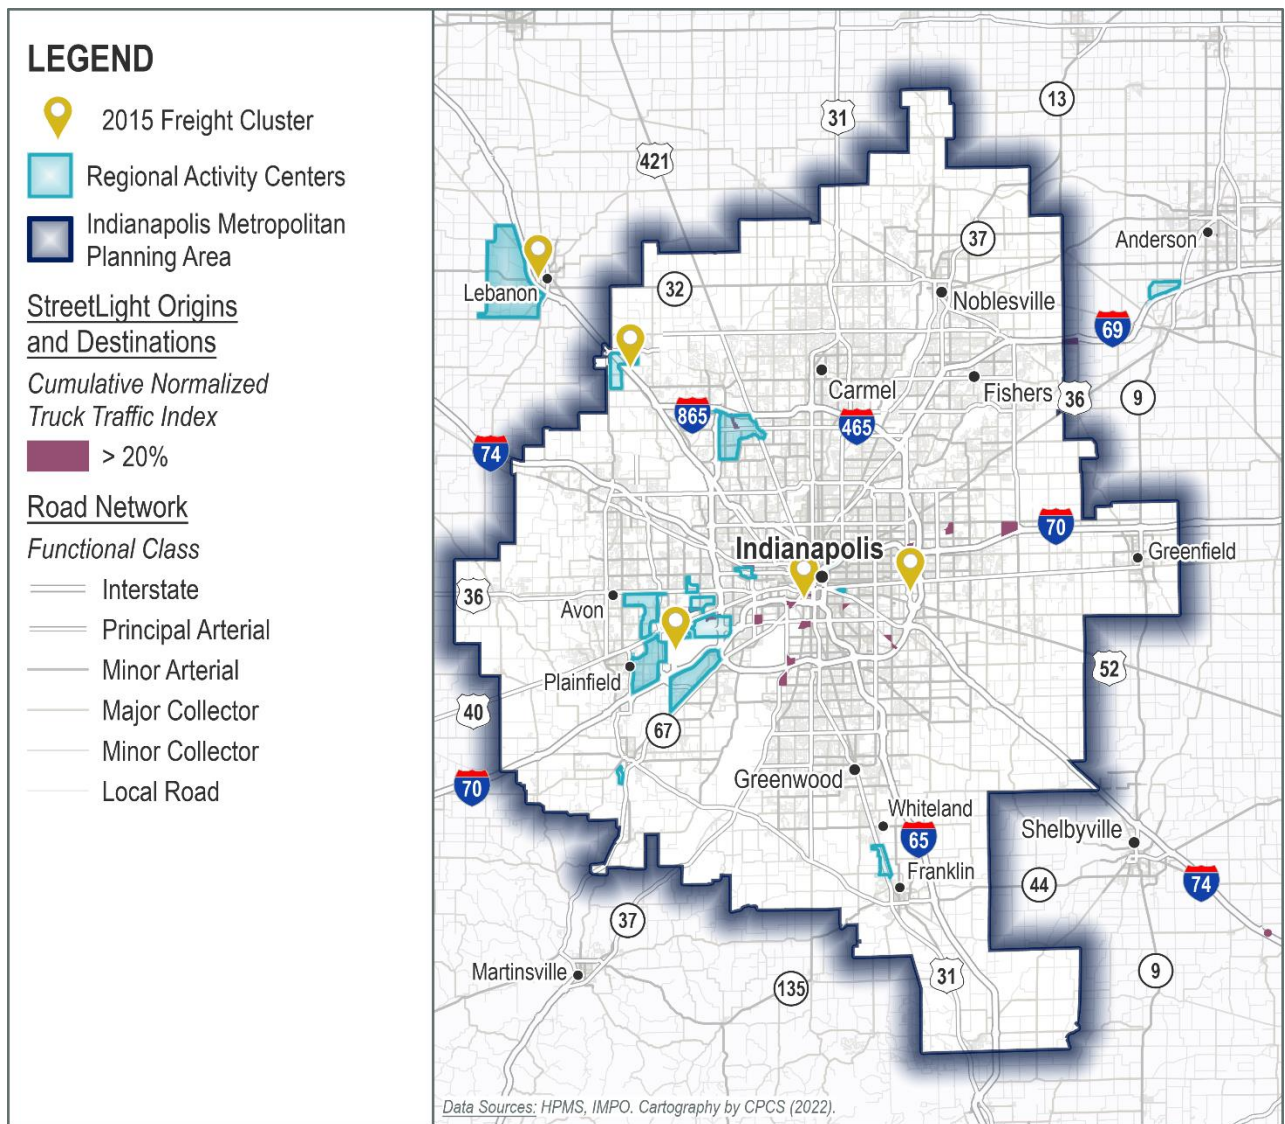 LEGEND
2015 Freight Cluster
Regional Activity Centers
Indianapolis Metropolitan
Planning Area
StreetLight Origins
and Destinations
Cumulative Normalized
Truck Traffic Index
> 20%
Road Network
Functional Class
Interstate
Principal Arterial
Minor Arterial
Major Collector
Minor Collector
Local Road
13
31
421
Anderson
37
Lebanon
32
Noblesville
69
Carmel
Fishers
36
9
865
465
74
70
Indianapolis
Greenfield
36
Avon
Plainfield
52
40
67
70
Greenwood
Whiteland
65
Shelbyville
Franklin
44
74
37
Martinsville
31
9
135
Data Sources: HPMS, IMPO. Cartography by CPCS (2022).